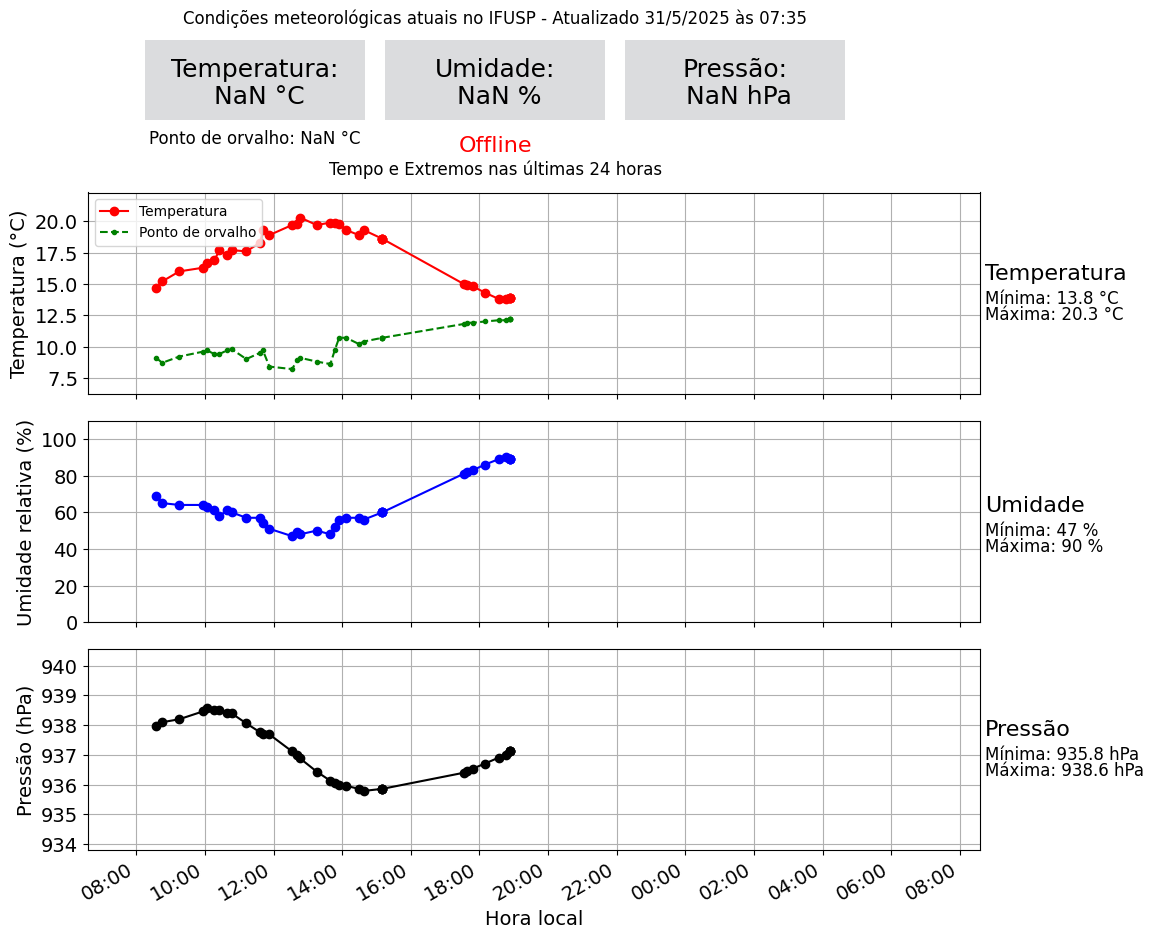 Condições meteorológicas atuais no IFUSP - Atualizado 31/5/2025 às 07:35
Temperatura:
NaN °C
Umidade:
NaN %
Pressão:
NaN hPa
Ponto de orvalho: NaN °C
Offline
Tempo e Extremos nas últimas 24 horas
Temperatura (°C)
20.0
17.5
15.0
12.5
10.0
7.5
Temperatura
Ponto de orvalho
Temperatura
Mínima: 13.8 °C
Máxima: 20.3 °C
Umidade relativa (%)
100
80
60
40
20
0
Umidade
Mínima: 47 %
Máxima: 90 %
Pressão (hPa)
940
939
938
937
936
935
934
Pressão
Mínima: 935.8 hPa
Máxima: 938.6 hPa
08:00
10:00
12:00
14:00
16:00
18:00
20:00
22:00
00:00
02:00
04:00
06:00
08:00
Hora local